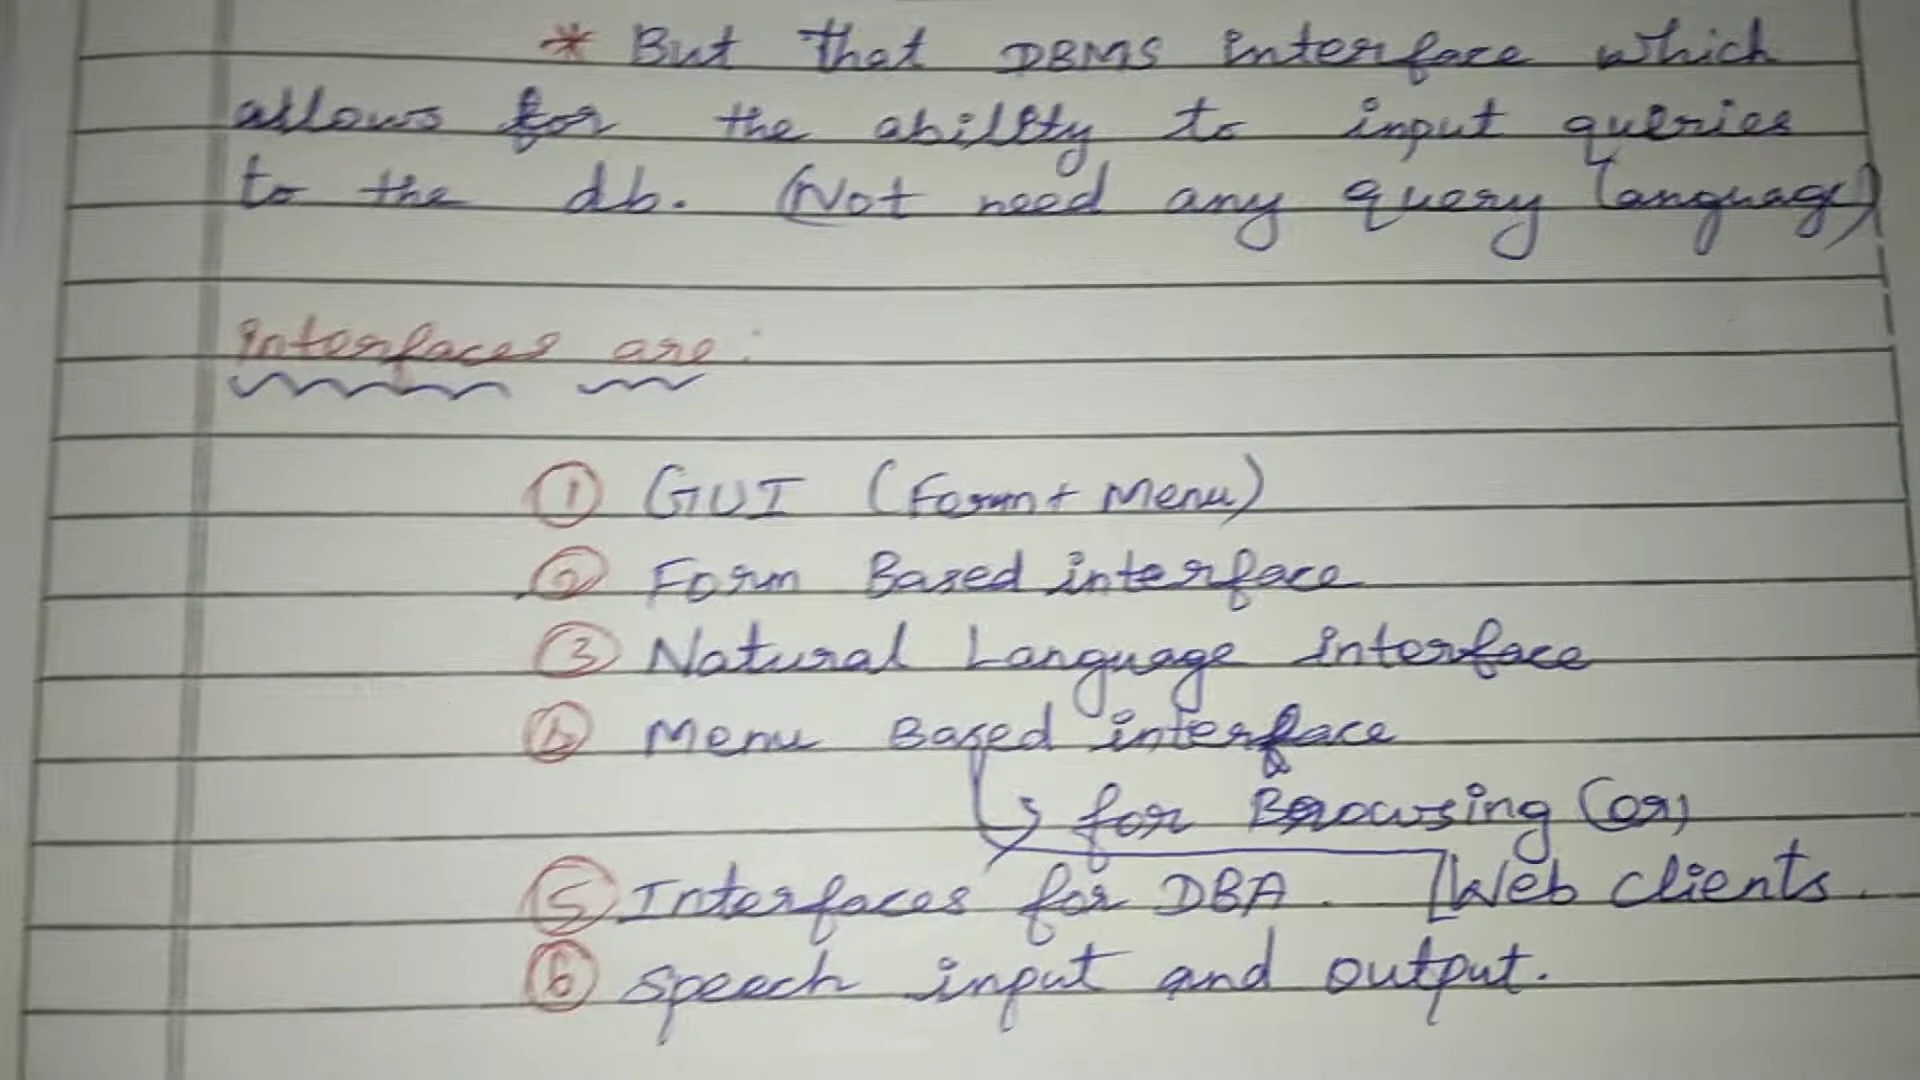 * But that DBMS interface which
allows for the ability to input queries
to the db. (Not need any query language)
interfaces are:
① GUI (Form + Menu)
② Form Based interface
③ Natural Language interface
④ Menu Based interface
↳ for Browsing (or)
⑤ Interfaces for DBA. [Web clients.
⑥ speech input and output.